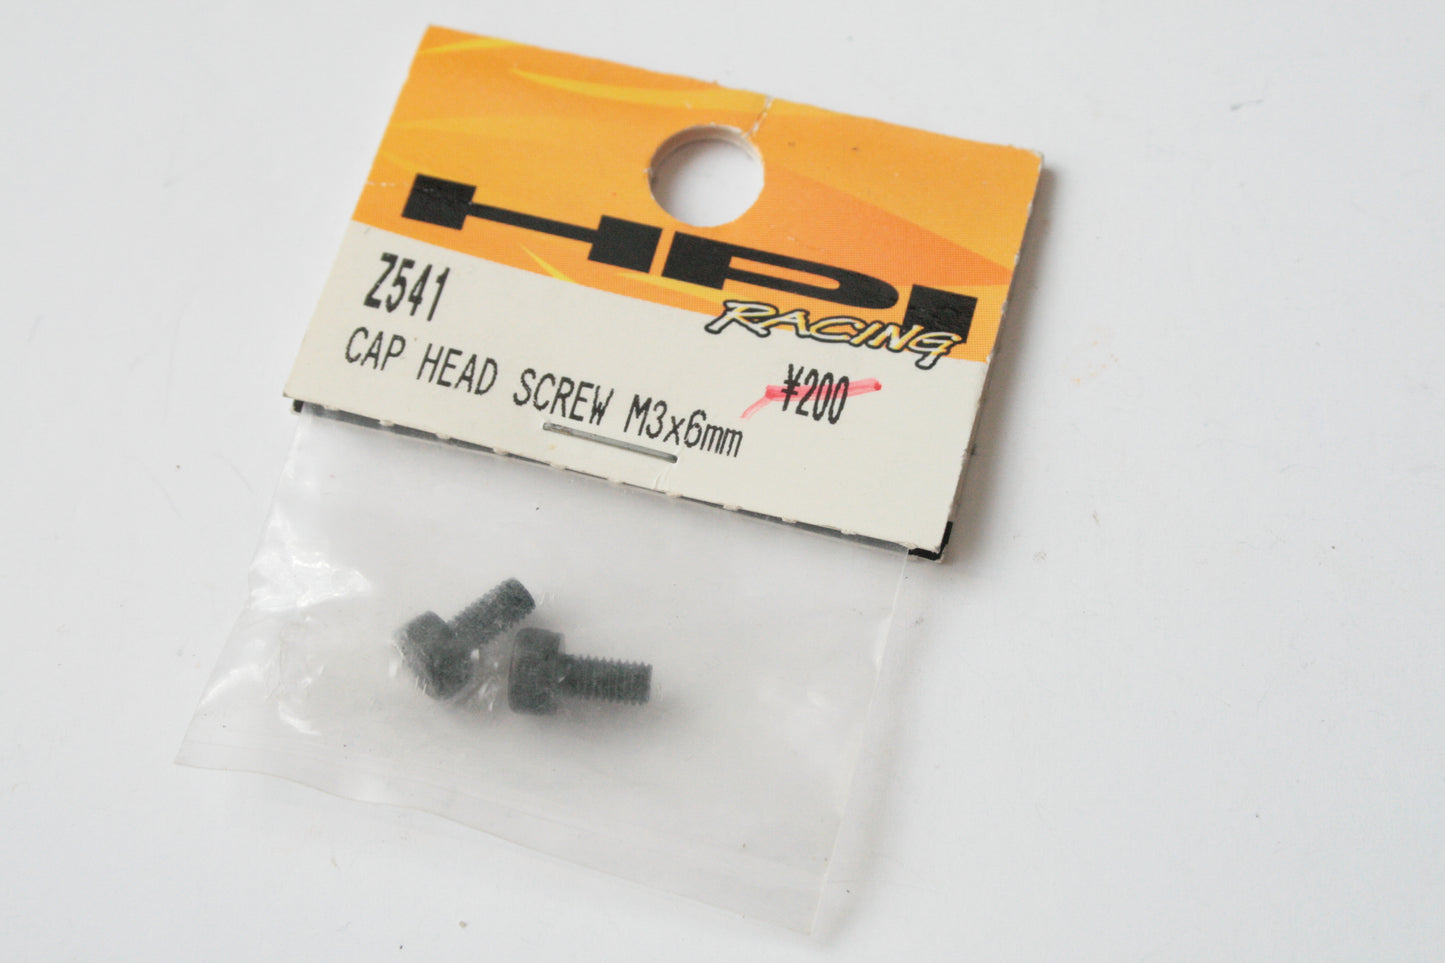 HPI
RACING
Z541
CAP HEAD SCREW M3x6mm
¥200